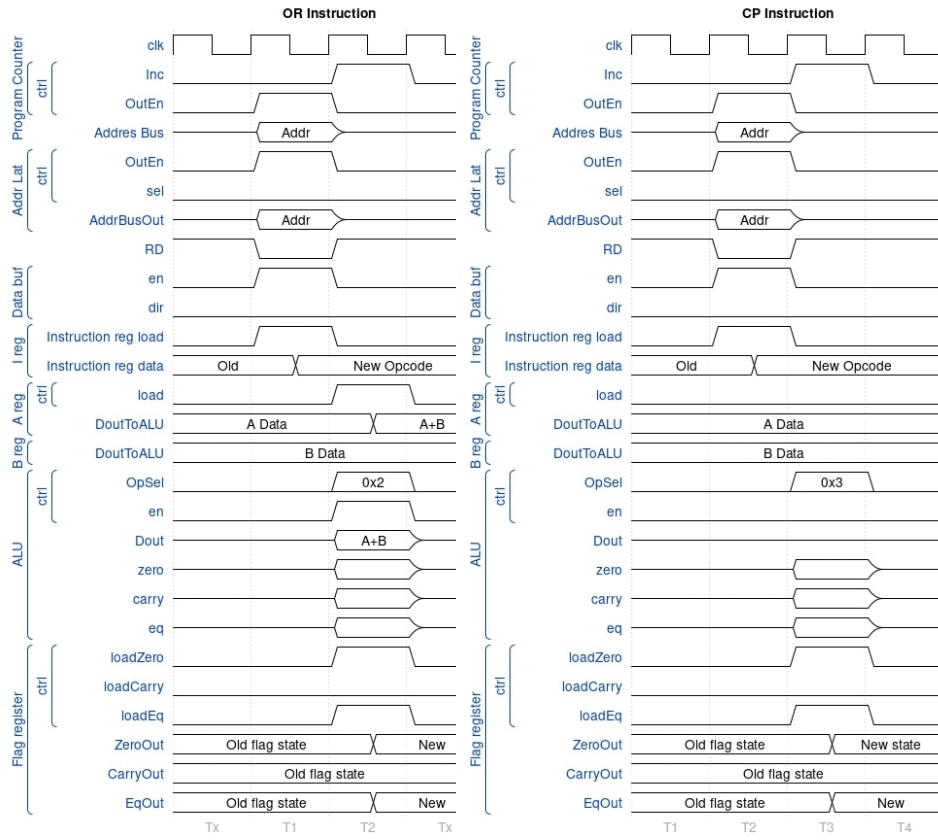 OR Instruction
Program Counter
ctrl
clk
Inc
OutEn
Addres Bus
Addr
Addr Lat
ctrl
OutEn
sel
AddrBusOut
Addr
RD
Data buf
en
dir
I reg
Instruction reg load
Instruction reg data
Old
New Opcode
A reg
ctrl
load
DoutToALU
A Data
A+B
B reg
DoutToALU
B Data
ALU
ctrl
OpSel
0x2
en
Dout
A+B
zero
carry
eq
Flag register
ctrl
loadZero
loadCarry
loadEq
ZeroOut
Old flag state
New
CarryOut
Old flag state
EqOut
Old flag state
New
Tx
T1
T2
Tx
CP Instruction
Program Counter
ctrl
clk
Inc
OutEn
Addres Bus
Addr
Addr Lat
ctrl
OutEn
sel
AddrBusOut
Addr
RD
Data buf
en
dir
I reg
Instruction reg load
Instruction reg data
Old
New Opcode
A reg
ctrl
load
DoutToALU
A Data
B reg
DoutToALU
B Data
ALU
ctrl
OpSel
0x3
en
Dout
zero
carry
eq
Flag register
ctrl
loadZero
loadCarry
loadEq
ZeroOut
Old flag state
New state
CarryOut
Old flag state
EqOut
Old flag state
New
T1
T2
T3
T4